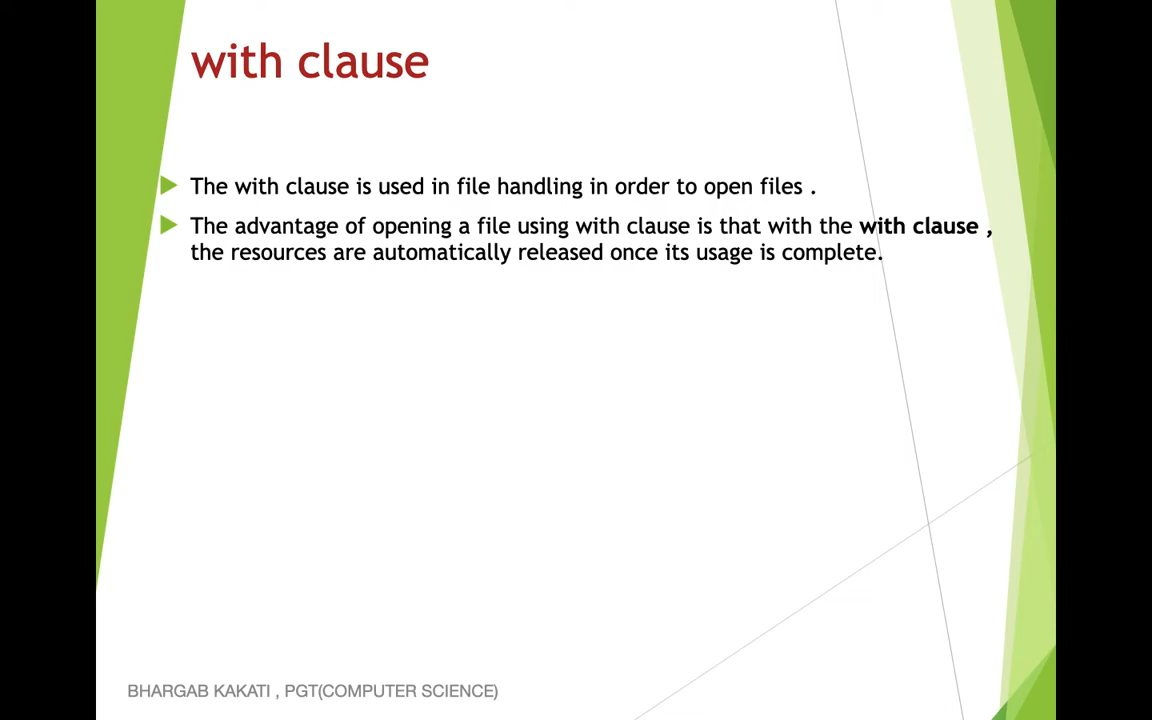 with clause
The with clause is used in file handling in order to open files .
The advantage of opening a file using with clause is that with the with clause ,
the resources are automatically released once its usage is complete.
BHARGAB KAKATI , PGT(COMPUTER SCIENCE)